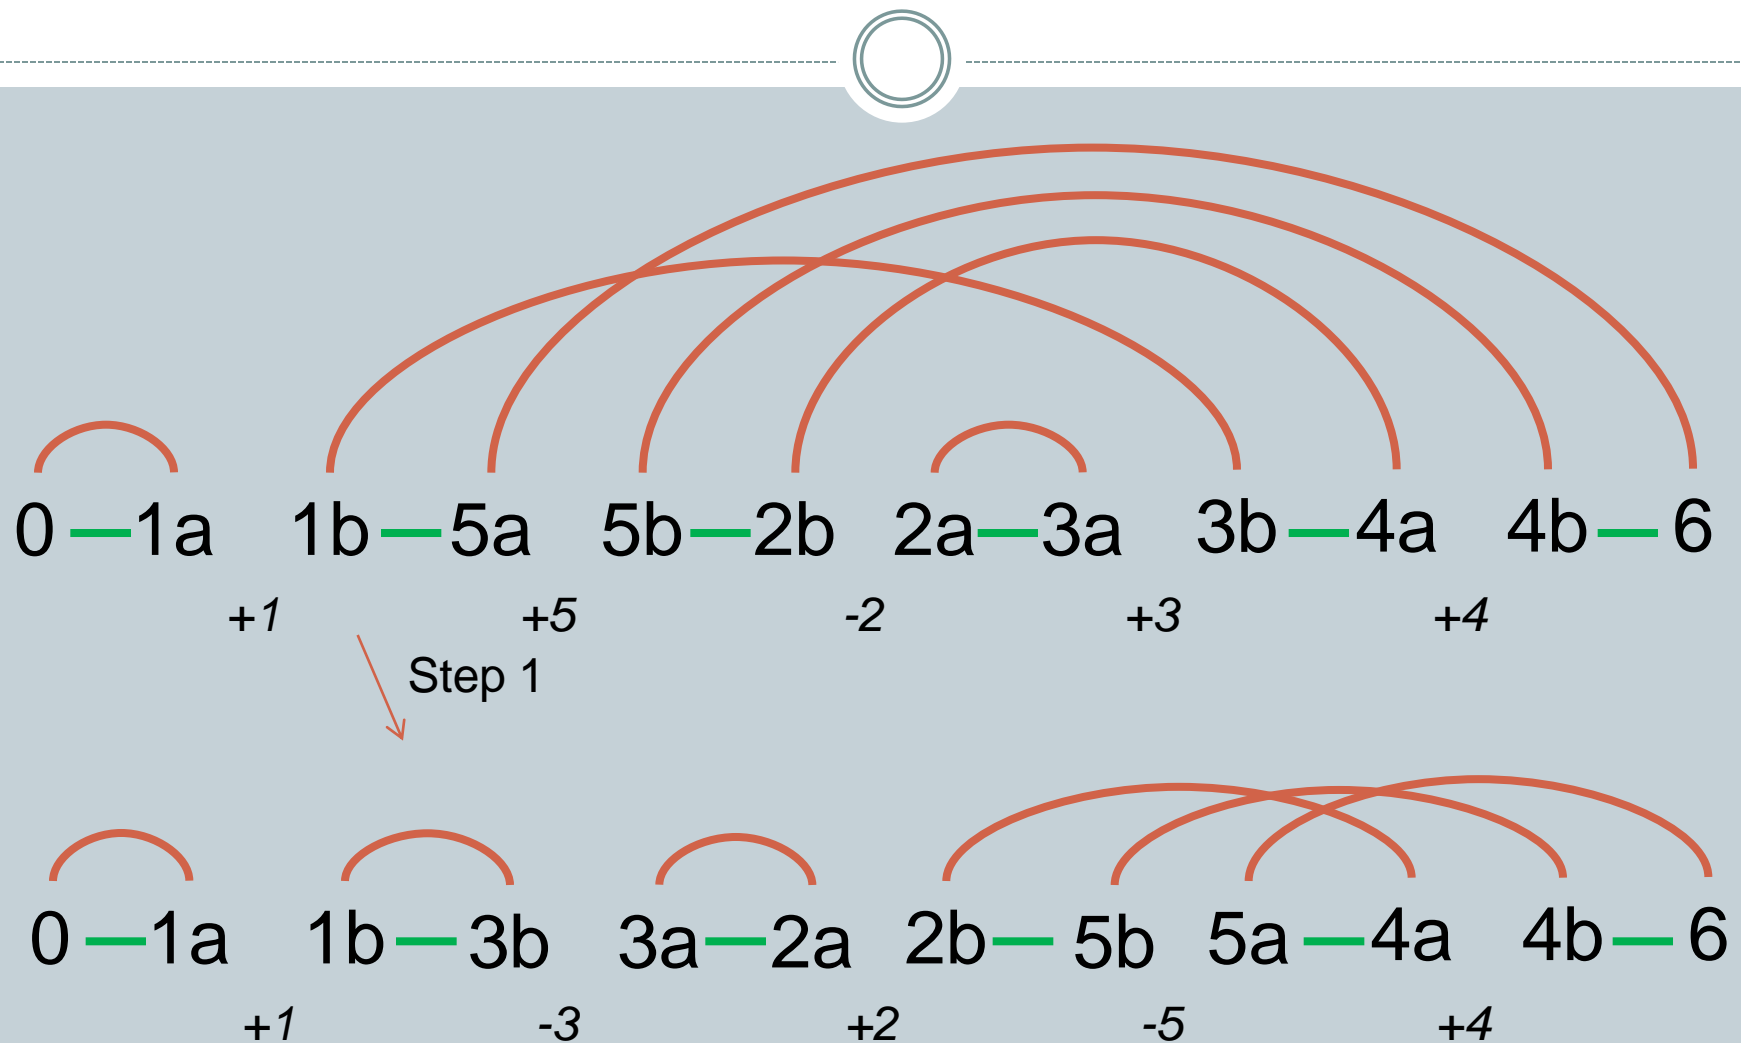 0 1a 1b 5a 5b 2b 2a 3a 3b 4a 4b 6
+1 +5 -2 +3 +4
Step 1
0 1a 1b 3b 3a 2a 2b 5b 5a 4a 4b 6
+1 -3 +2 -5 +4